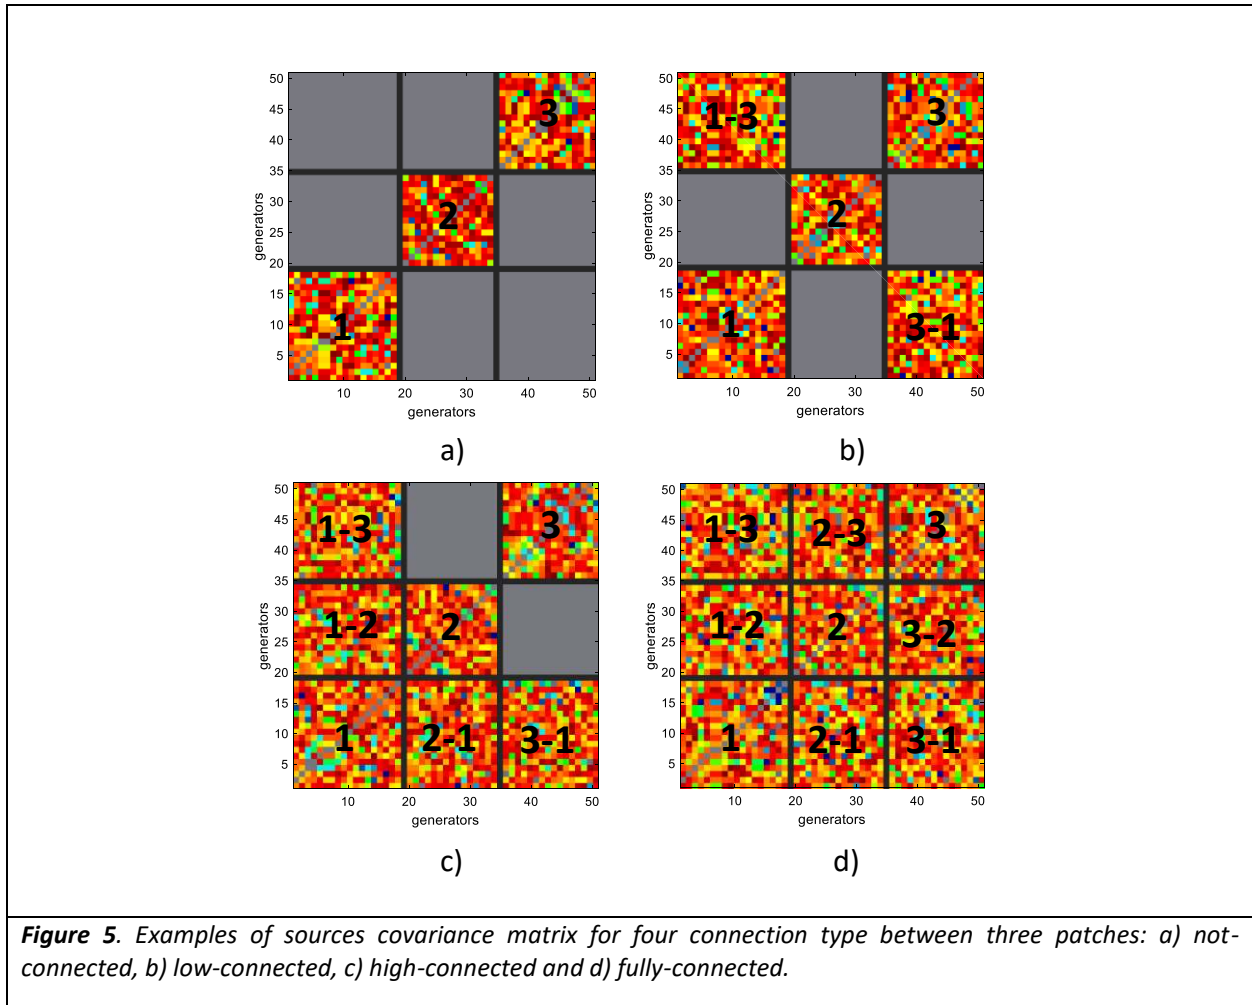 50
45
40
35
30
25
20
15
10
5
generators
3
2
1
10 20 30 40 50
generators
a)
50
45
40
35
30
25
20
15
10
5
generators
1-3 3
2
1 3-1
10 20 30 40 50
generators
b)
50
45
40
35
30
25
20
15
10
5
generators
1-3 3
1-2 2
1 2-1 3-1
10 20 30 40 50
generators
c)
50
45
40
35
30
25
20
15
10
5
generators
1-3 2-3 3
1-2 2 3-2
1 2-1 3-1
10 20 30 40 50
generators
d)
Figure 5. Examples of sources covariance matrix for four connection type between three patches: a) not-
connected, b) low-connected, c) high-connected and d) fully-connected.